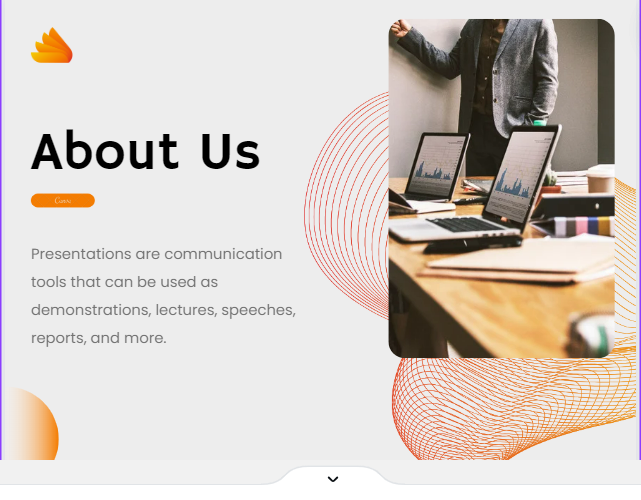 About Us
Canva
Presentations are communication
tools that can be used as
demonstrations, lectures, speeches,
reports, and more.